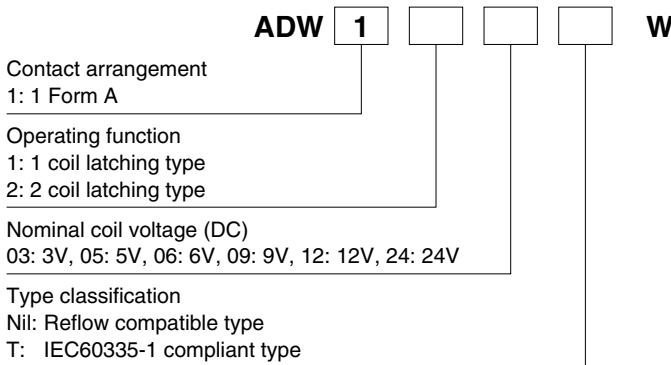 ADW 1 W
Contact arrangement
1: 1 Form A
Operating function
1: 1 coil latching type
2: 2 coil latching type
Nominal coil voltage (DC)
03: 3V, 05: 5V, 06: 6V, 09: 9V, 12: 12V, 24: 24V
Type classification
Nil: Reflow compatible type
T: IEC60335-1 compliant type